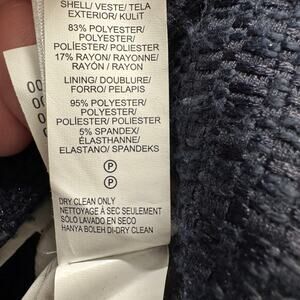 SHELL/ VESTE/ TELA
EXTERIOR/ KULIT
83% POLYESTER/
POLYESTER/
POLIÉSTER/ POLIESTER
17% RAYON/ RAYONNE/
RAYÓN / RAYON
LINING/ DOUBLURE/
FORRO/ PELAPIS
95% POLYESTER/
POLYESTER/
POLIÉSTER/ POLIESTER
5% SPANDEX/
ÉLASTHANNE/
ELASTANO/ SPANDEKS
P
P
DRY CLEAN ONLY
NETTOYAGE À SEC SEULEMENT
SÓLO LAVADO EN SECO
HANYA BOLEH DI-DRY CLEAN